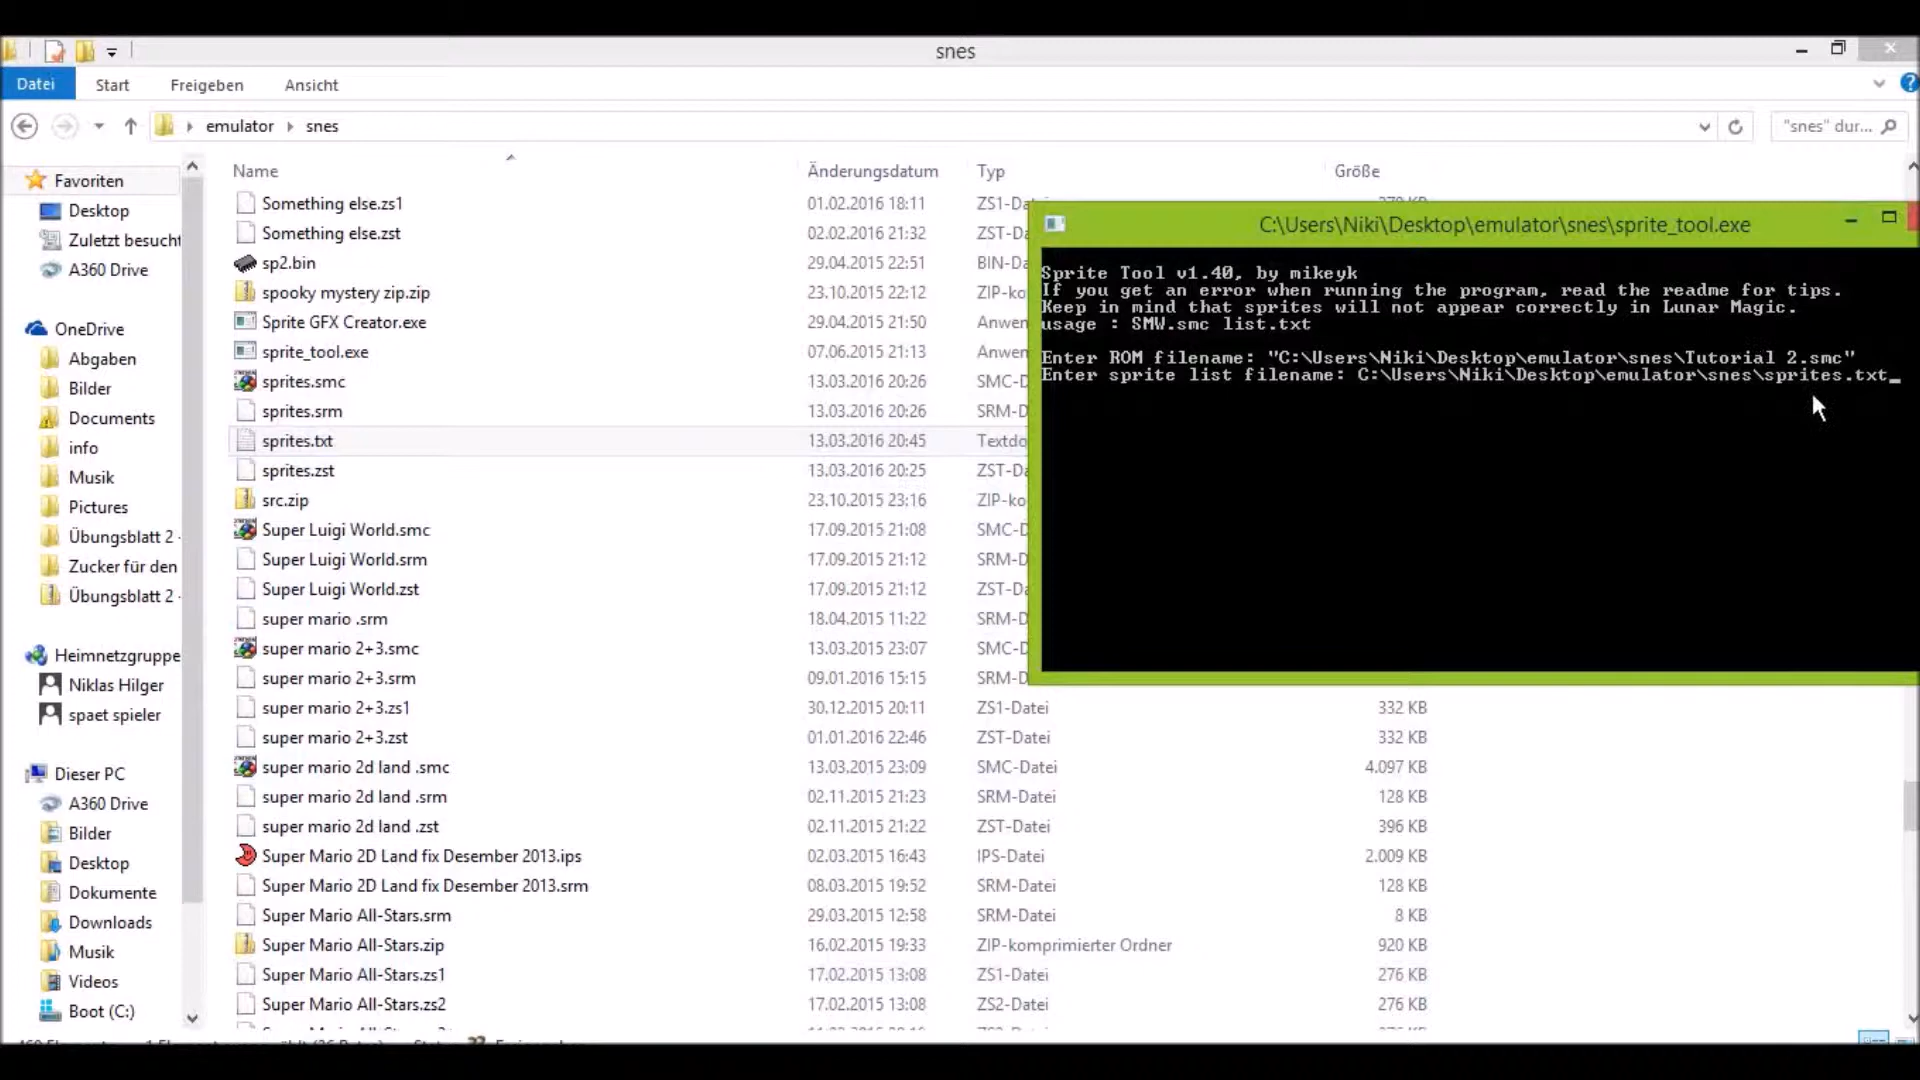 snes
Datei Start Freigeben Ansicht
emulator snes "snes" dur...
Name Änderungsdatum Typ Größe
Favoriten
Desktop
Zuletzt besucht
A360 Drive
OneDrive
Abgaben
Bilder
Documents
info
Musik
Pictures
Übungsblatt 2 -
Zucker für den
Übungsblatt 2 -
Heimnetzgruppe
Niklas Hilger
spaet spieler
Dieser PC
A360 Drive
Bilder
Desktop
Dokumente
Downloads
Musik
Videos
Boot (C:)
Something else.zs1 01.02.2016 18:11 ZS1-Da
Something else.zst 02.02.2016 21:32 ZST-Da
sp2.bin 29.04.2015 22:51 BIN-Da
spooky mystery zip.zip 23.10.2015 22:12 ZIP-ko
Sprite GFX Creator.exe 29.04.2015 21:50 Anwen
sprite_tool.exe 07.06.2015 21:13 Anwen
sprites.smc 13.03.2016 20:26 SMC-D
sprites.srm 13.03.2016 20:26 SRM-D
sprites.txt 13.03.2016 20:45 Textdo
sprites.zst 13.03.2016 20:25 ZST-Da
src.zip 23.10.2015 23:16 ZIP-ko
Super Luigi World.smc 17.09.2015 21:08 SMC-D
Super Luigi World.srm 17.09.2015 21:12 SRM-D
Super Luigi World.zst 17.09.2015 21:12 ZST-Da
super mario .srm 18.04.2015 11:22 SRM-D
super mario 2+3.smc 13.03.2016 23:07 SMC-D
super mario 2+3.srm 09.01.2016 15:15 SRM-D
super mario 2+3.zs1 30.12.2015 20:11 ZS1-Datei 332 KB
super mario 2+3.zst 01.01.2016 22:46 ZST-Datei 332 KB
super mario 2d land .smc 13.03.2016 23:09 SMC-Datei 4.097 KB
super mario 2d land .srm 02.11.2015 21:23 SRM-Datei 128 KB
super mario 2d land .zst 02.11.2015 21:22 ZST-Datei 396 KB
Super Mario 2D Land fix Desember 2013.ips 02.03.2015 16:43 IPS-Datei 2.009 KB
Super Mario 2D Land fix Desember 2013.srm 08.03.2015 19:52 SRM-Datei 128 KB
Super Mario All-Stars.srm 29.03.2015 12:58 SRM-Datei 8 KB
Super Mario All-Stars.zip 16.02.2015 19:33 ZIP-komprimierter Ordner 920 KB
Super Mario All-Stars.zs1 17.02.2015 13:08 ZS1-Datei 276 KB
Super Mario All-Stars.zs2 17.02.2015 13:08 ZS2-Datei 276 KB
C:\Users\Niki\Desktop\emulator\snes\sprite_tool.exe
Sprite Tool v1.40, by mikeyk
If you get an error when running the program, read the readme for tips.
Keep in mind that sprites will not appear correctly in Lunar Magic.
usage : SMW.smc list.txt
Enter ROM filename: "C:\Users\Niki\Desktop\emulator\snes\Tutorial 2.smc"
Enter sprite list filename: C:\Users\Niki\Desktop\emulator\snes\sprites.txt_